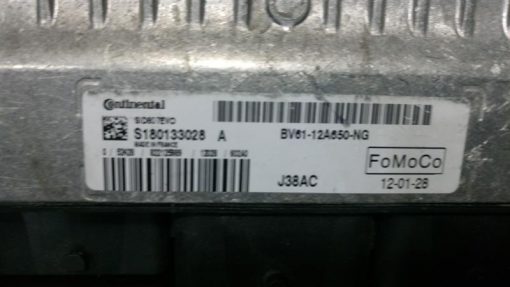 Continental
SID807EVO
S180133028 A
MADE IN FRANCE
BV61-12A650-NG
J38AC
FoMoCo
12-01-28